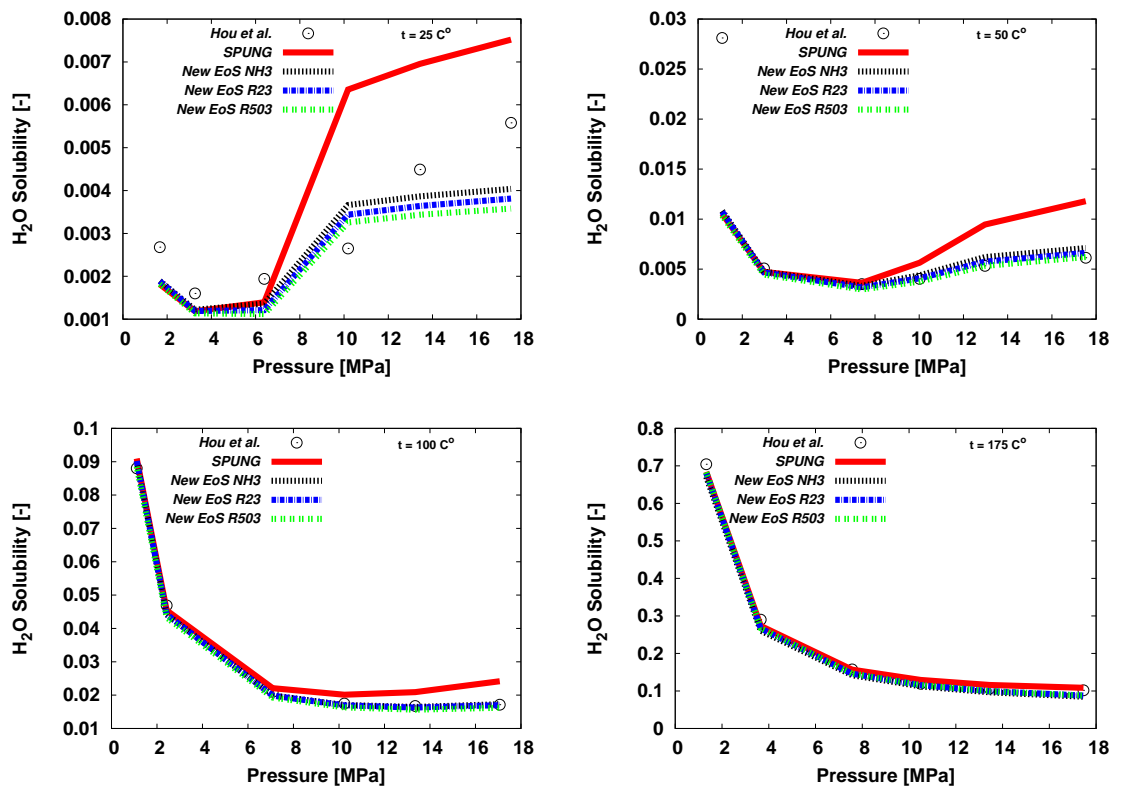 Hou et al.
SPUNG
New EoS NH3
New EoS R23
New EoS R503
t = 25 C°
0.008
0.007
0.006
0.005
0.004
0.003
0.002
0.001
H₂O Solubility [-]
0 2 4 6 8 10 12 14 16 18
Pressure [MPa]
Hou et al.
SPUNG
New EoS NH3
New EoS R23
New EoS R503
t = 50 C°
0.03
0.025
0.02
0.015
0.01
0.005
0
H₂O Solubility [-]
0 2 4 6 8 10 12 14 16 18
Pressure [MPa]
Hou et al.
SPUNG
New EoS NH3
New EoS R23
New EoS R503
t = 100 C°
0.1
0.09
0.08
0.07
0.06
0.05
0.04
0.03
0.02
0.01
H₂O Solubility [-]
0 2 4 6 8 10 12 14 16 18
Pressure [MPa]
Hou et al.
SPUNG
New EoS NH3
New EoS R23
New EoS R503
t = 175 C°
0.8
0.7
0.6
0.5
0.4
0.3
0.2
0.1
0
H₂O Solubility [-]
0 2 4 6 8 10 12 14 16 18
Pressure [MPa]